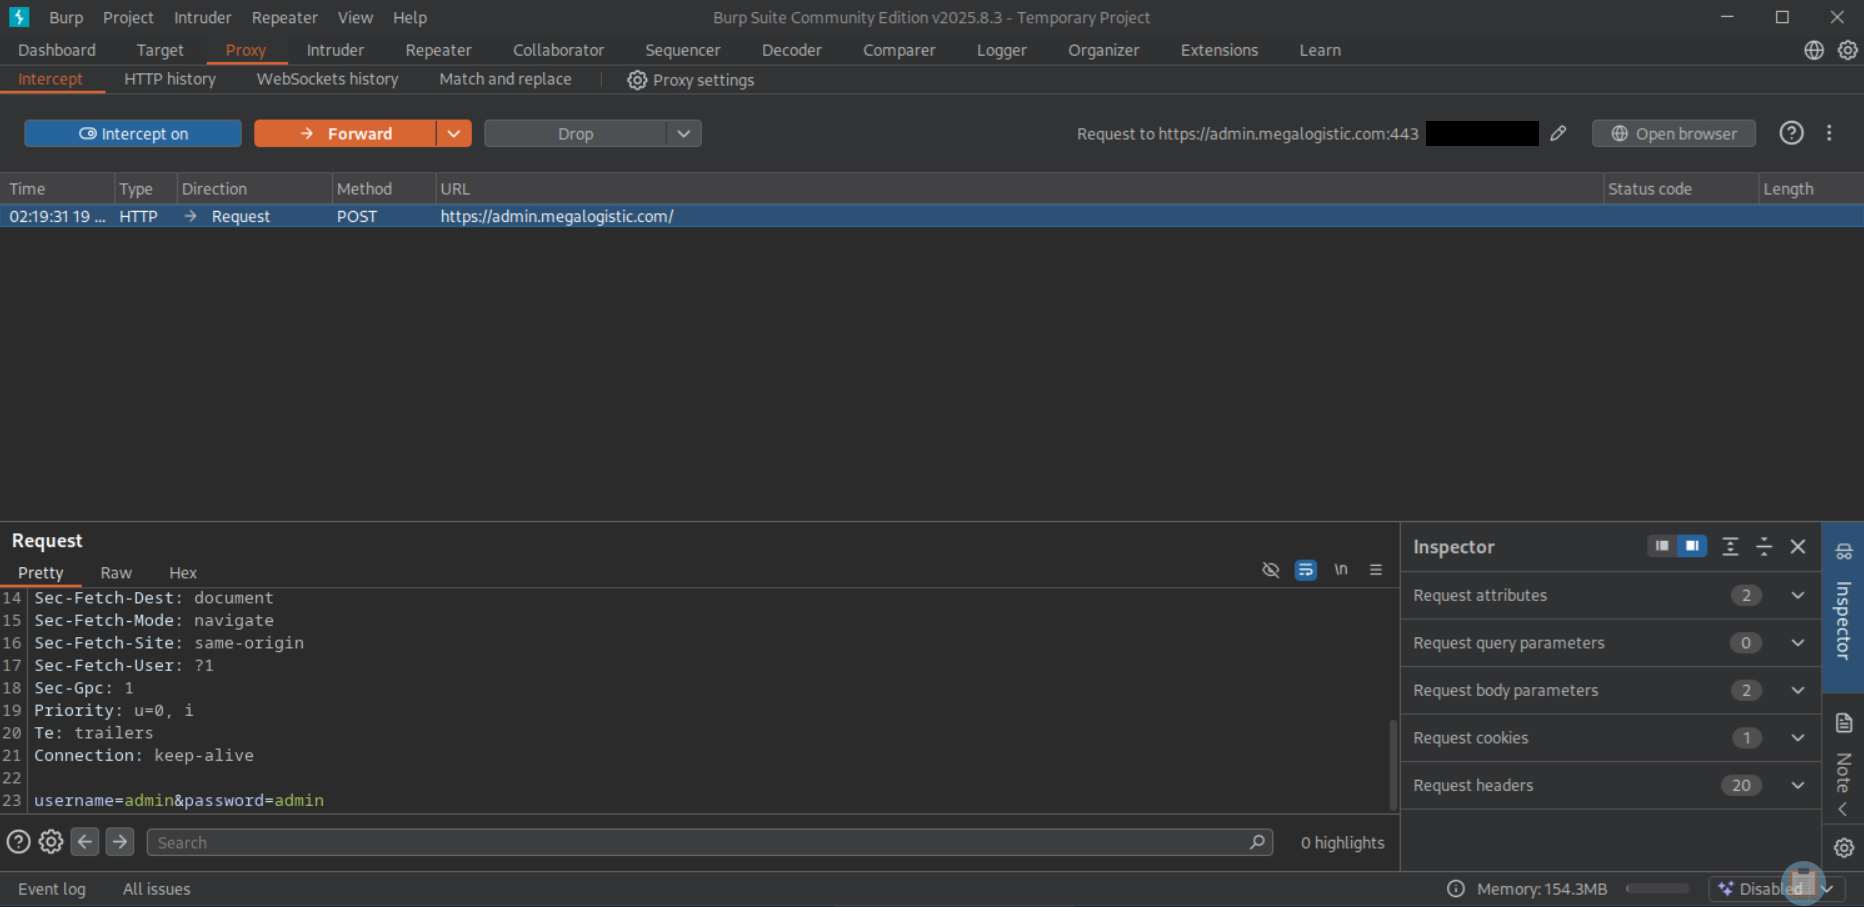 Burp Project Intruder Repeater View Help Burp Suite Community Edition v2025.8.3 - Temporary Project
Dashboard Target Proxy Intruder Repeater Collaborator Sequencer Decoder Comparer Logger Organizer Extensions Learn
Intercept HTTP history WebSockets history Match and replace Proxy settings
Intercept on Forward Drop Request to https://admin.megalogistic.com:443 Open browser
Time Type Direction Method URL Status code Length
02:19:31 19 ... HTTP Request POST https://admin.megalogistic.com/
Request
Pretty Raw Hex \n
14 Sec-Fetch-Dest: document
15 Sec-Fetch-Mode: navigate
16 Sec-Fetch-Site: same-origin
17 Sec-Fetch-User: ?1
18 Sec-Gpc: 1
19 Priority: u=0, i
20 Te: trailers
21 Connection: keep-alive
22
23 username=admin&password=admin
Search 0 highlights
Inspector
Request attributes 2
Request query parameters 0
Request body parameters 2
Request cookies 1
Request headers 20
Inspector
Note
Event log All issues Memory: 154.3MB Disabled